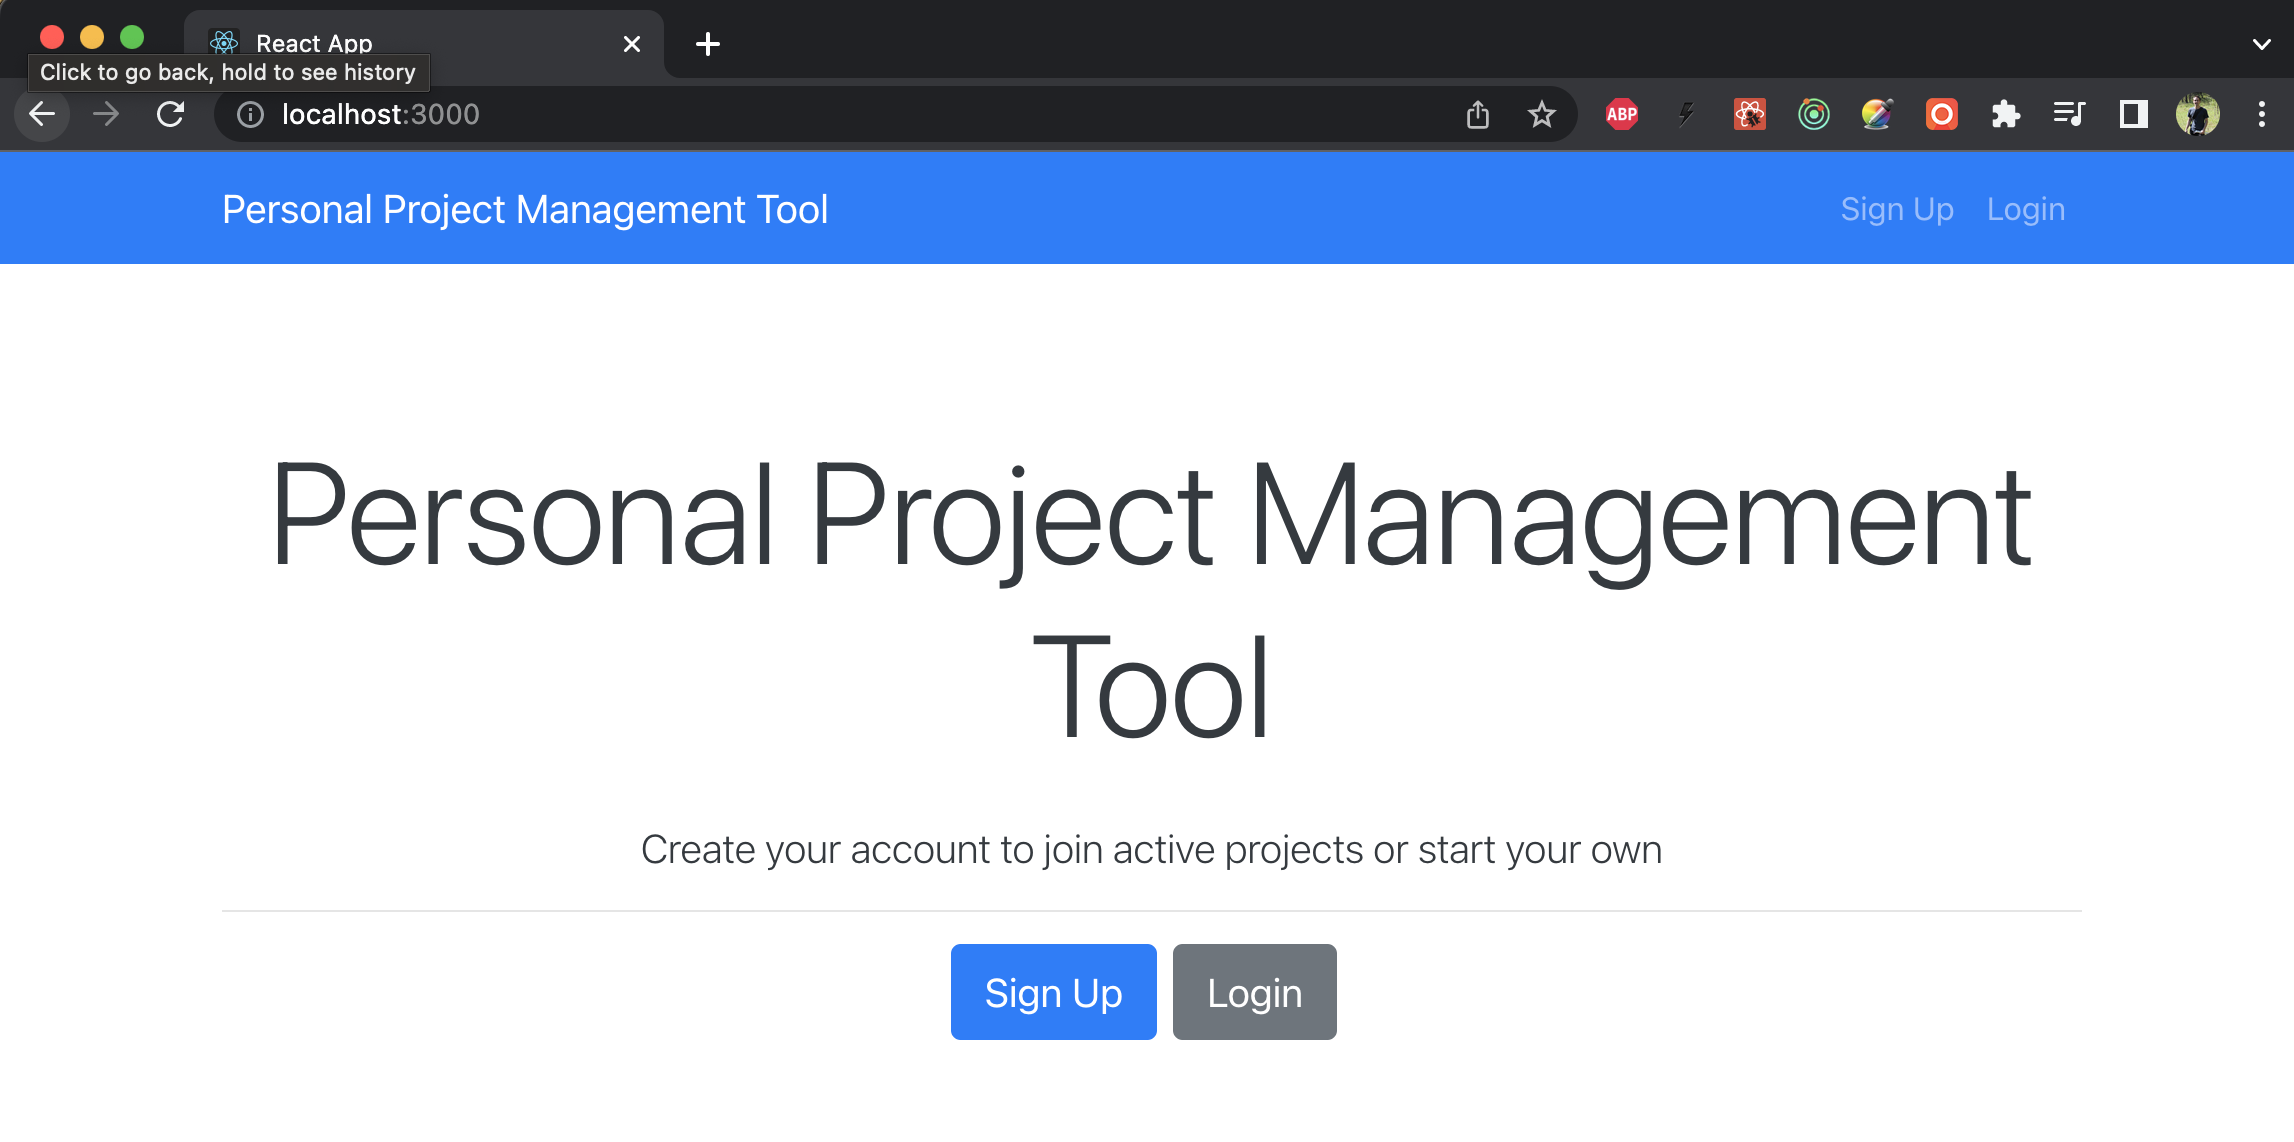 React App
Click to go back, hold to see history
localhost:3000
ABP
Personal Project Management Tool
Sign Up Login
Personal Project Management
Tool
Create your account to join active projects or start your own
Sign Up Login